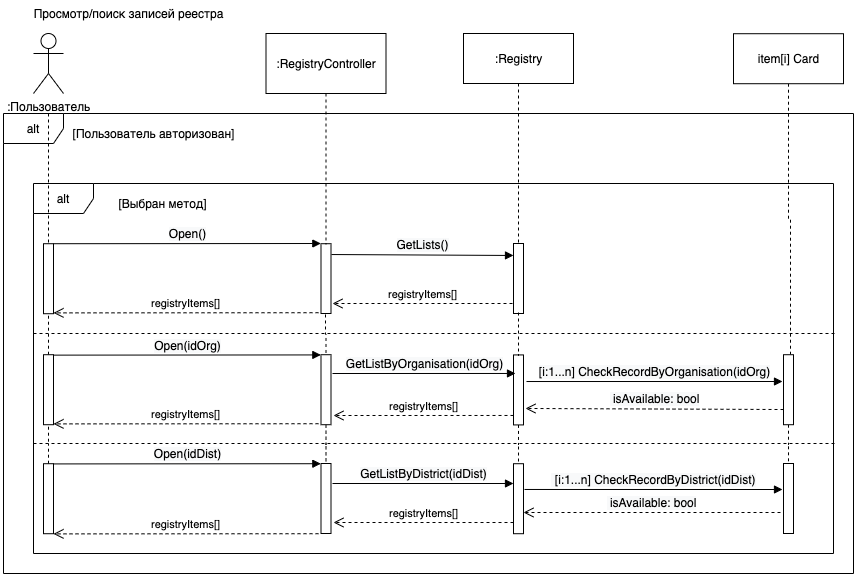 Просмотр/поиск записей реестра
:RegistryController
:Registry
item[i] Card
:Пользователь
alt
[Пользователь авторизован]
alt
[Выбран метод]
Open()
GetLists()
registryItems[]
registryItems[]
Open(idOrg)
GetListByOrganisation(idOrg)
[i:1...n] CheckRecordByOrganisation(idOrg)
isAvailable: bool
registryItems[]
registryItems[]
Open(idDist)
GetListByDistrict(idDist)
[i:1...n] CheckRecordByDistrict(idDist)
isAvailable: bool
registryItems[]
registryItems[]